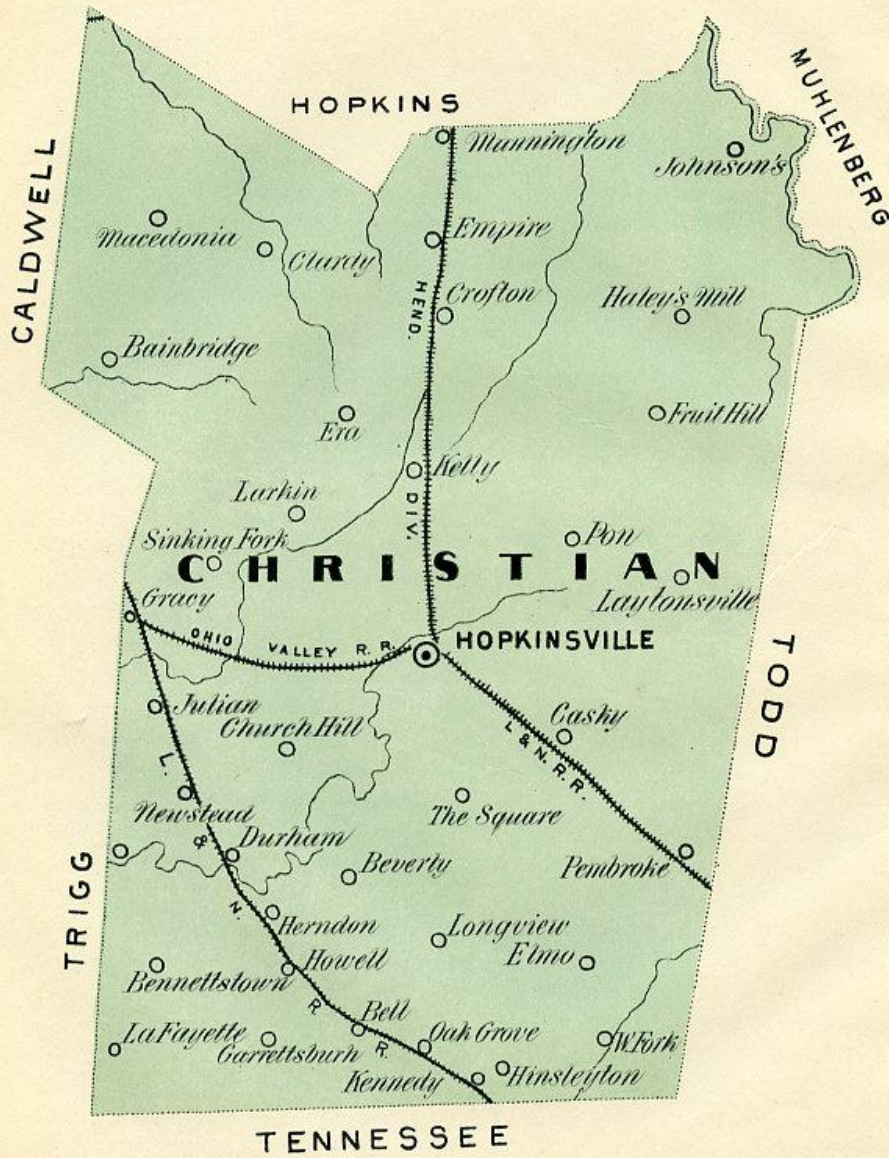 HOPKINS
MUHLENBERG
CALDWELL
Mannington
Johnson's
Macedonia
Empire
Clardy
HEND.
Crofton
Haley's Mill
Bainbridge
Era
Fruit Hill
Kelly
Larkin
DIV.
Sinking Fork
Pon
CHRISTIAN
Gracy
Laytonsville
OHIO VALLEY R. R.
HOPKINSVILLE
TODD
Julian
Church Hill
Casky
L & N. R. R.
L. & N. R. R.
Newstead
The Square
Durham
Beverly
Pembroke
TRIGG
Herndon
Longview
Elmo
Bennettstown
Howell
Bell
LaFayette
Garrettsburh
Oak Grove
W. Fork
Kennedy
Hinsleyton
TENNESSEE